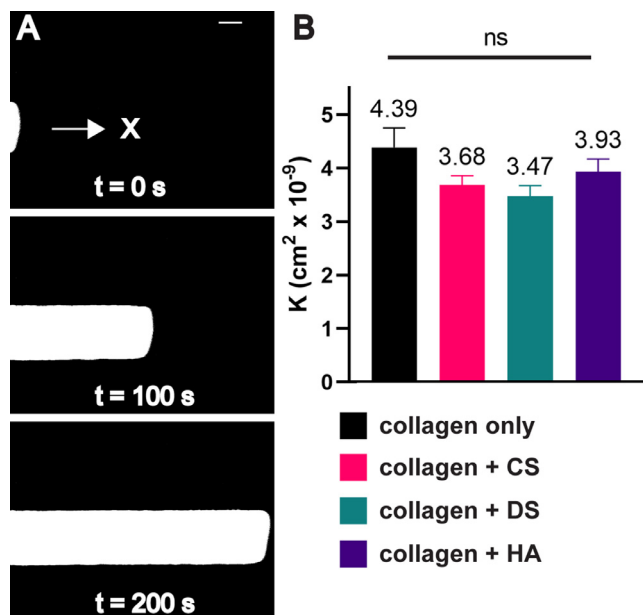 A
X
t = 0 s
t = 100 s
t = 200 s
B
ns
4.39
3.68
3.47
3.93
K (cm² x 10⁻⁹)
5
4
3
2
1
0
collagen only
collagen + CS
collagen + DS
collagen + HA